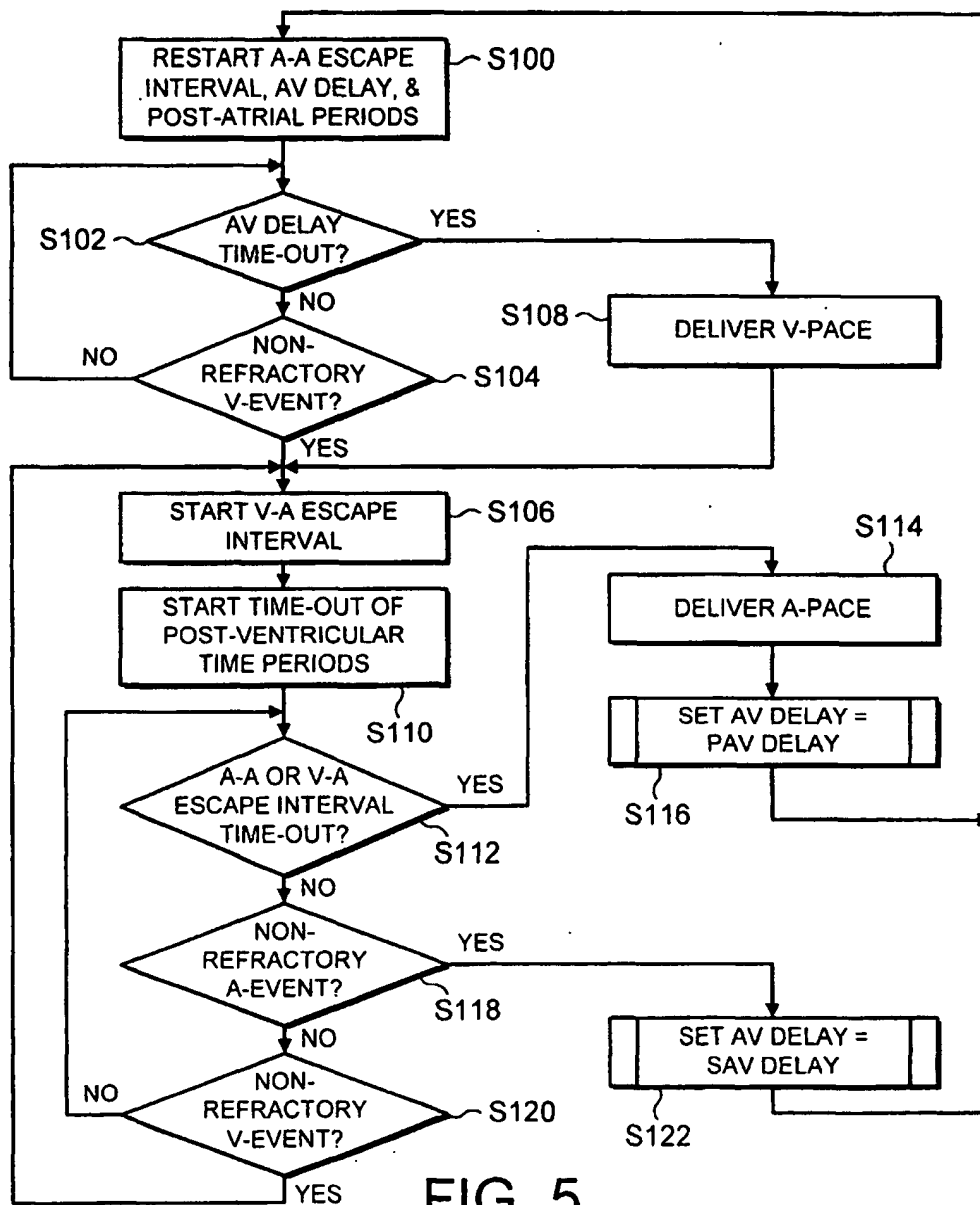 RESTART A-A ESCAPE
INTERVAL, AV DELAY, &
POST-ATRIAL PERIODS
S100
S102
AV DELAY
TIME-OUT?
YES
NO
S108
DELIVER V-PACE
NO
NON-
REFRACTORY
V-EVENT?
S104
YES
START V-A ESCAPE
INTERVAL
S106
S114
DELIVER A-PACE
START TIME-OUT OF
POST-VENTRICULAR
TIME PERIODS
S110
SET AV DELAY =
PAV DELAY
S116
A-A OR V-A
ESCAPE INTERVAL
TIME-OUT?
YES
S112
NO
NON-
REFRACTORY
A-EVENT?
YES
S118
NO
SET AV DELAY =
SAV DELAY
S122
NO
NON-
REFRACTORY
V-EVENT?
S120
YES
FIG. 5